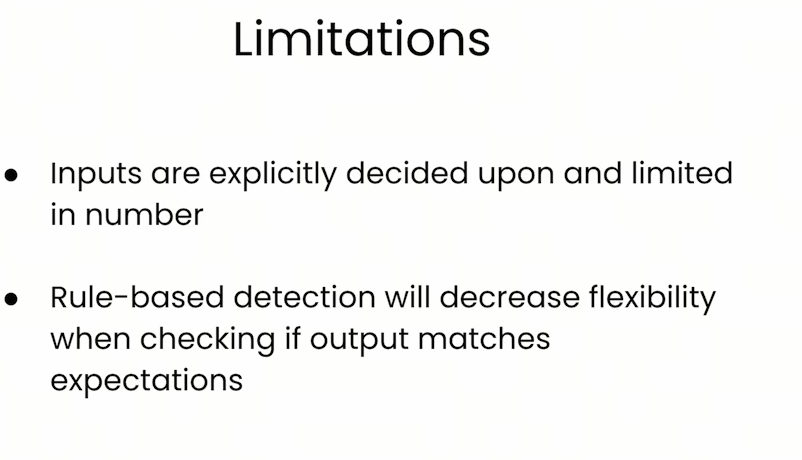 Limitations
● Inputs are explicitly decided upon and limited
in number
● Rule-based detection will decrease flexibility
when checking if output matches
expectations